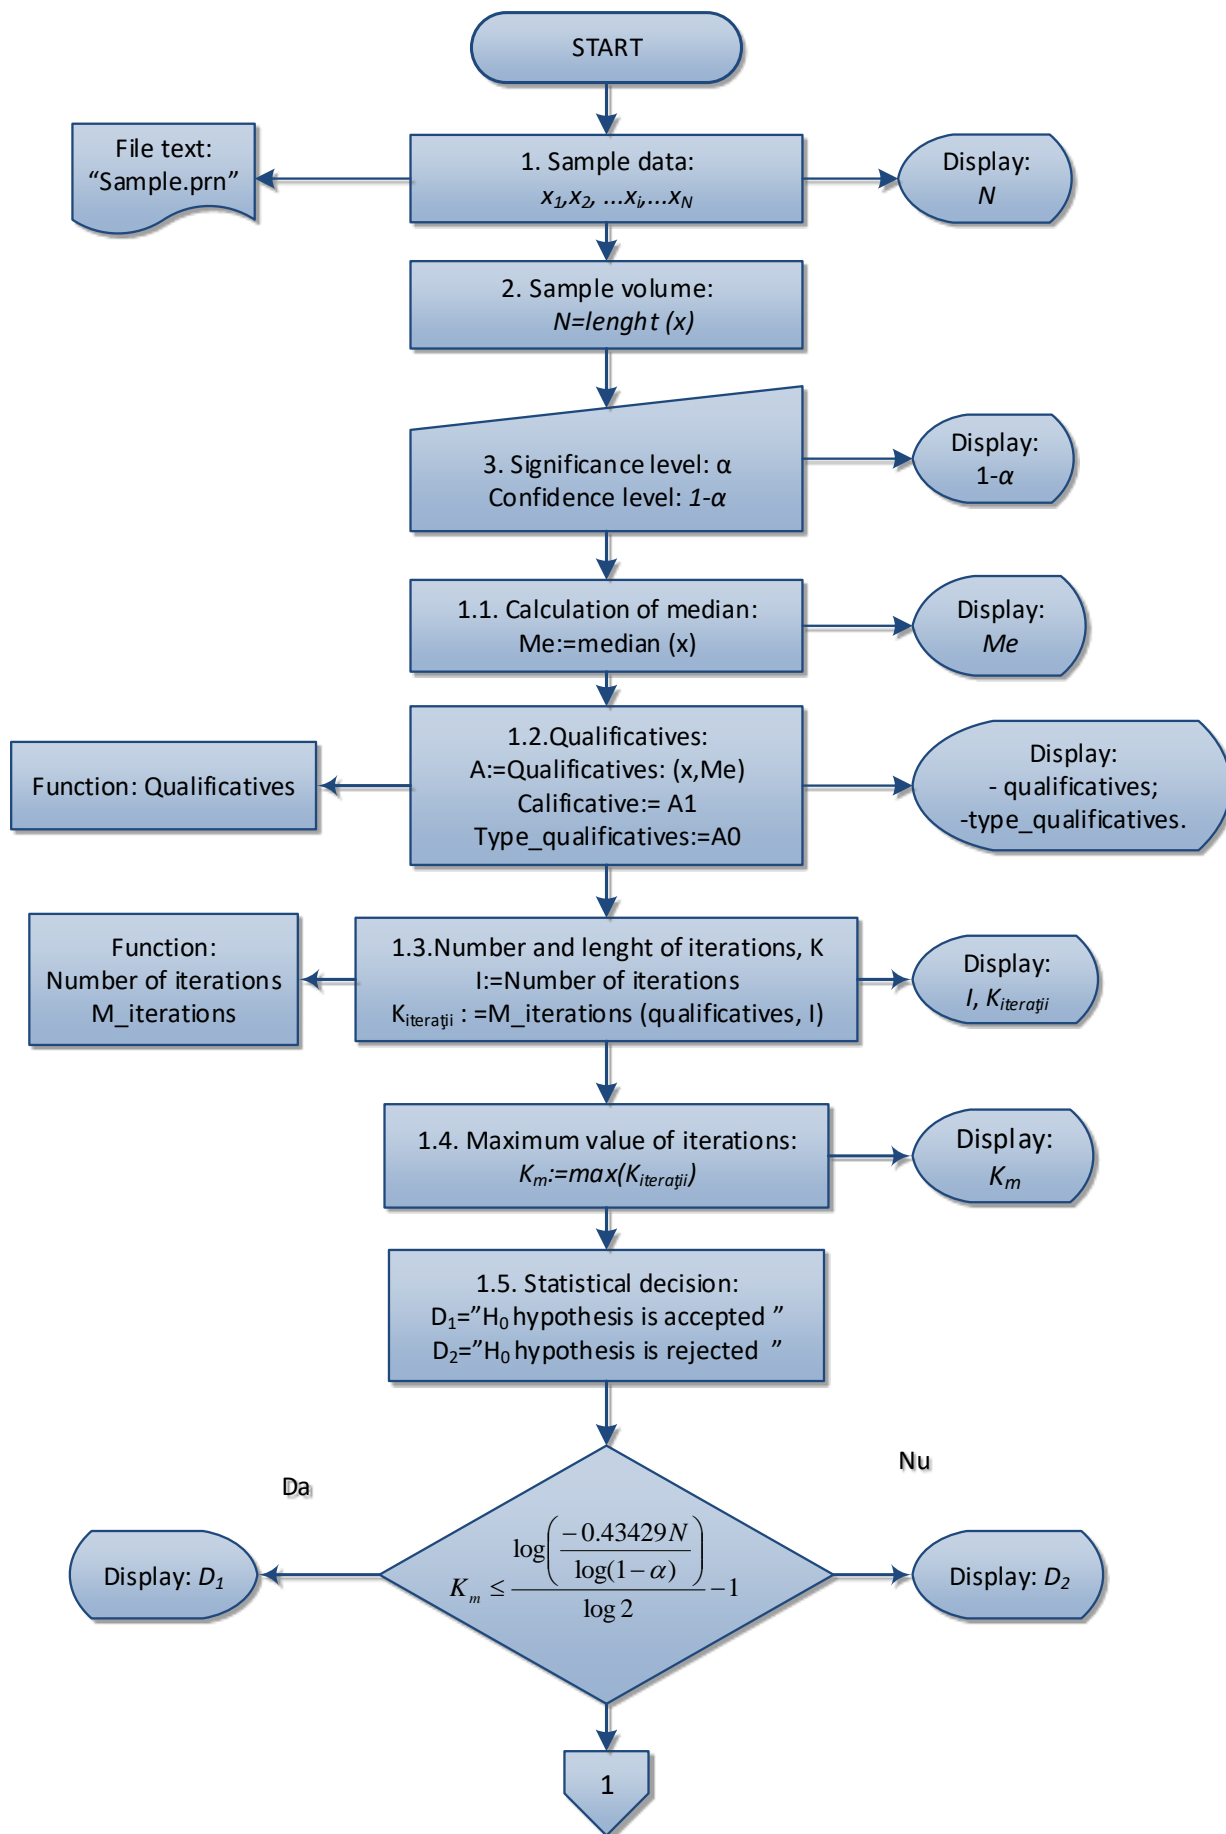 START
File text:
“Sample.prn”
1. Sample data:
x1,x2, ...xi,...xN
Display:
N
2. Sample volume:
N=lenght (x)
3. Significance level: α
Confidence level: 1-α
Display:
1-α
1.1. Calculation of median:
Me:=median (x)
Display:
Me
Function: Qualificatives
1.2.Qualificatives:
A:=Qualificatives: (x,Me)
Calificative:= A1
Type_qualificatives:=A0
Display:
- qualificatives;
-type_qualificatives.
Function:
Number of iterations
M_iterations
1.3.Number and lenght of iterations, K
I:=Number of iterations
Kiteraţii : =M_iterations (qualificatives, I)
Display:
I, Kiteraţii
1.4. Maximum value of iterations:
Km:=max(Kiteraţii)
Display:
Km
1.5. Statistical decision:
D1=”H0 hypothesis is accepted ”
D2=”H0 hypothesis is rejected ”
Da
Nu
Display: D1
Km ≤ log(-0.43429N / log(1-α)) / log 2 - 1
Display: D2
1